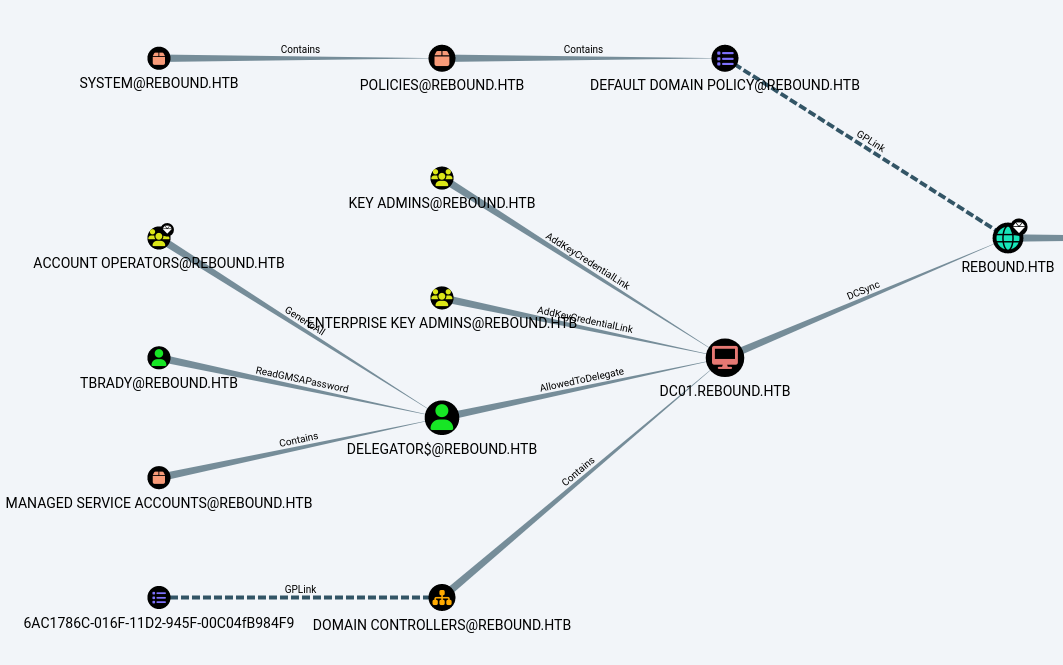 Contains
Contains
SYSTEM@REBOUND.HTB
POLICIES@REBOUND.HTB
DEFAULT DOMAIN POLICY@REBOUND.HTB
GPLink
KEY ADMINS@REBOUND.HTB
AddKeyCredentialLink
ACCOUNT OPERATORS@REBOUND.HTB
REBOUND.HTB
DCSync
GenericAll
ENTERPRISE KEY ADMINS@REBOUND.HTB
AddKeyCredentialLink
TBRADY@REBOUND.HTB
ReadGMSAPassword
AllowedToDelegate
DC01.REBOUND.HTB
Contains
DELEGATOR$@REBOUND.HTB
Contains
MANAGED SERVICE ACCOUNTS@REBOUND.HTB
GPLink
6AC1786C-016F-11D2-945F-00C04fB984F9
DOMAIN CONTROLLERS@REBOUND.HTB